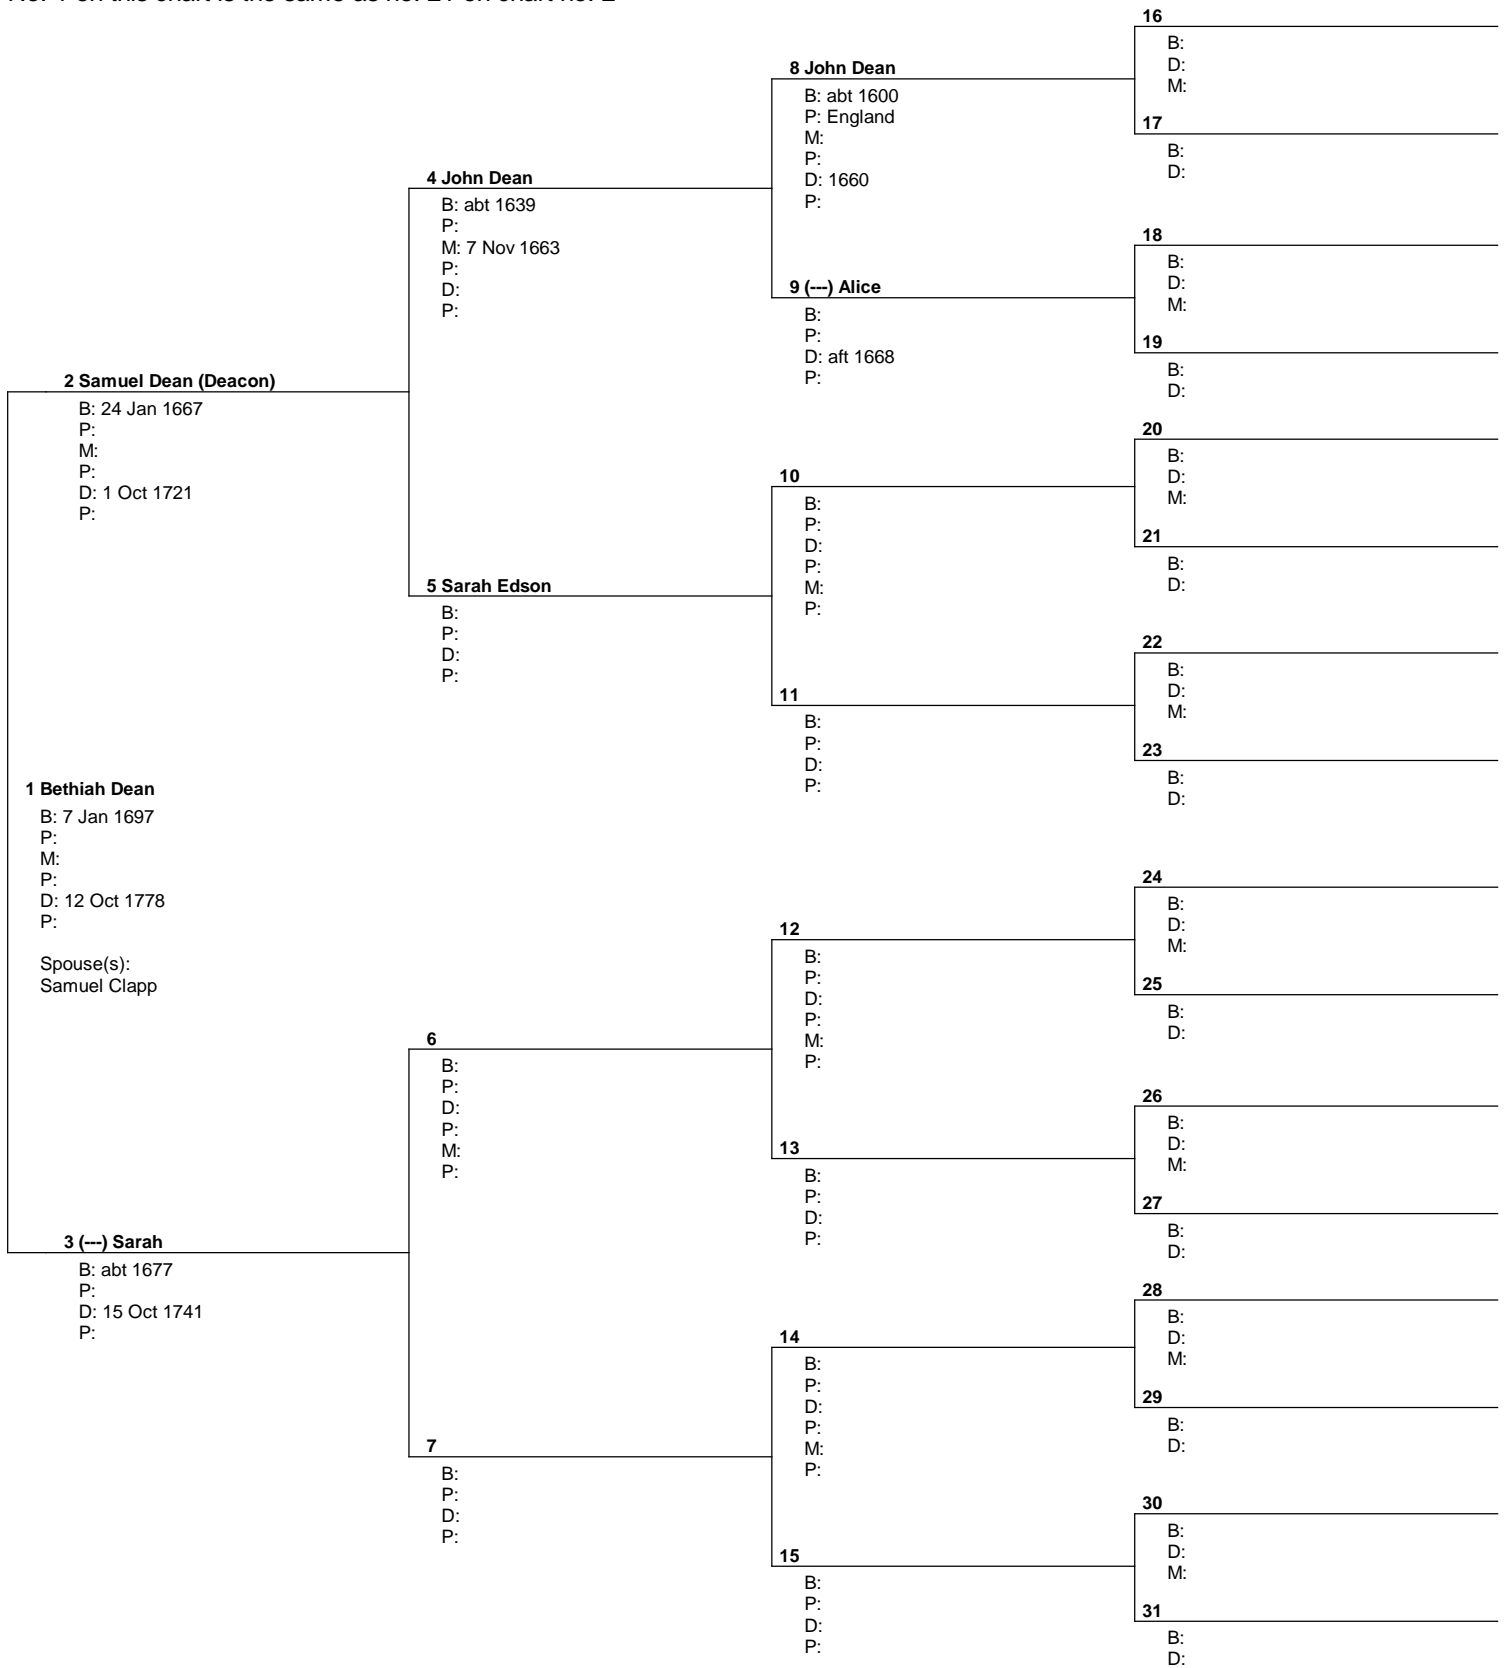 on this chart is the same as no. on chart no. 2
1 Bethiah Dean
B: 7 Jan 1697
P:
M:
P:
D: 12 Oct 1778
P:
Spouse(s):
Samuel Clapp
2 Samuel Dean (Deacon)
B: 24 Jan 1667
P:
M:
P:
D: 1 Oct 1721
P:
3 (---) Sarah
B: abt 1677
P:
D: 15 Oct 1741
P:
4 John Dean
B: abt 1639
P:
M: 7 Nov 1663
P:
D:
P:
5 Sarah Edson
B:
P:
D:
P:
6
B:
P:
D:
P:
M:
P:
7
B:
P:
D:
P:
8 John Dean
B: abt 1600
P: England
M:
P:
D: 1660
P:
9 (---) Alice
B:
P:
D: aft 1668
P:
10
B:
P:
D:
P:
M:
P:
11
B:
P:
D:
P:
12
B:
P:
D:
P:
M:
P:
13
B:
P:
D:
P:
14
B:
P:
D:
P:
M:
P:
15
B:
P:
D:
P:
16
B:
D:
M:
17
B:
D:
18
B:
D:
M:
19
B:
D:
20
B:
D:
M:
21
B:
D:
22
B:
D:
M:
23
B:
D:
24
B:
D:
M:
25
B:
D:
26
B:
D:
M:
27
B:
D:
28
B:
D:
M:
29
B:
D:
30
B:
D:
M:
31
B:
D: